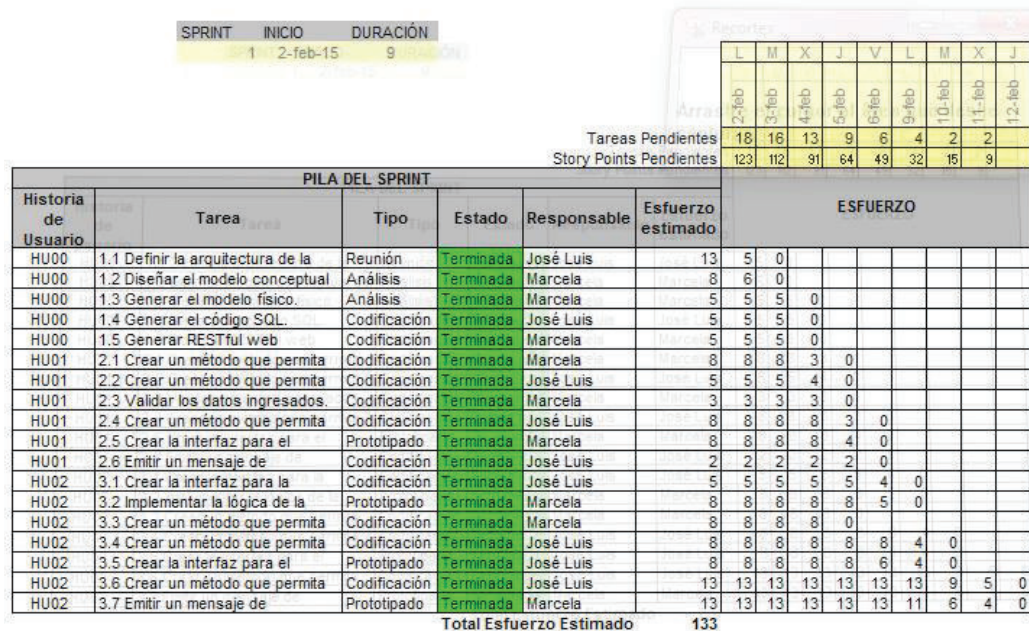 SPRINT INICIO DURACIÓN
1 2-feb-15 9
L M X J V L M X J
2-feb 3-feb 4-feb 5-feb 6-feb 9-feb 10-feb 11-feb 12-feb
Tareas Pendientes 18 16 13 9 6 4 2 2
Story Points Pendientes 123 112 91 64 49 32 15 9
PILA DEL SPRINT
Historia de Usuario Tarea Tipo Estado Responsable Esfuerzo estimado ESFUERZO
HU00 1.1 Definir la arquitectura de la Reunión Terminada José Luis 13 5 0
HU00 1.2 Diseñar el modelo conceptual Análisis Terminada Marcela 8 6 0
HU00 1.3 Generar el modelo físico. Análisis Terminada Marcela 5 5 5 0
HU00 1.4 Generar el código SQL. Codificación Terminada José Luis 5 5 5 0
HU00 1.5 Generar RESTful web Codificación Terminada José Luis 5 5 5 0
HU01 2.1 Crear un método que permita Codificación Terminada Marcela 8 8 8 3 0
HU01 2.2 Crear un método que permita Codificación Terminada José Luis 5 5 5 4 0
HU01 2.3 Validar los datos ingresados. Codificación Terminada Marcela 3 3 3 3 0
HU01 2.4 Crear un método que permita Codificación Terminada José Luis 8 8 8 8 3 0
HU01 2.5 Crear la interfaz para el Prototipado Terminada Marcela 8 8 8 8 4 0
HU01 2.6 Emitir un mensaje de Codificación Terminada José Luis 2 2 2 2 2 0
HU02 3.1 Crear la interfaz para la Codificación Terminada José Luis 5 5 5 5 5 4 0
HU02 3.2 Implementar la lógica de la Prototipado Terminada Marcela 8 8 8 8 8 5 0
HU02 3.3 Crear un método que permita Codificación Terminada Marcela 8 8 8 8 0
HU02 3.4 Crear un método que permita Codificación Terminada José Luis 8 8 8 8 8 8 4 0
HU02 3.5 Crear la interfaz para el Prototipado Terminada José Luis 8 8 8 8 8 6 4 0
HU02 3.6 Crear un método que permita Codificación Terminada José Luis 13 13 13 13 13 13 13 9 5 0
HU02 3.7 Emitir un mensaje de Prototipado Terminada Marcela 13 13 13 13 13 13 11 6 4 0
Total Esfuerzo Estimado 133